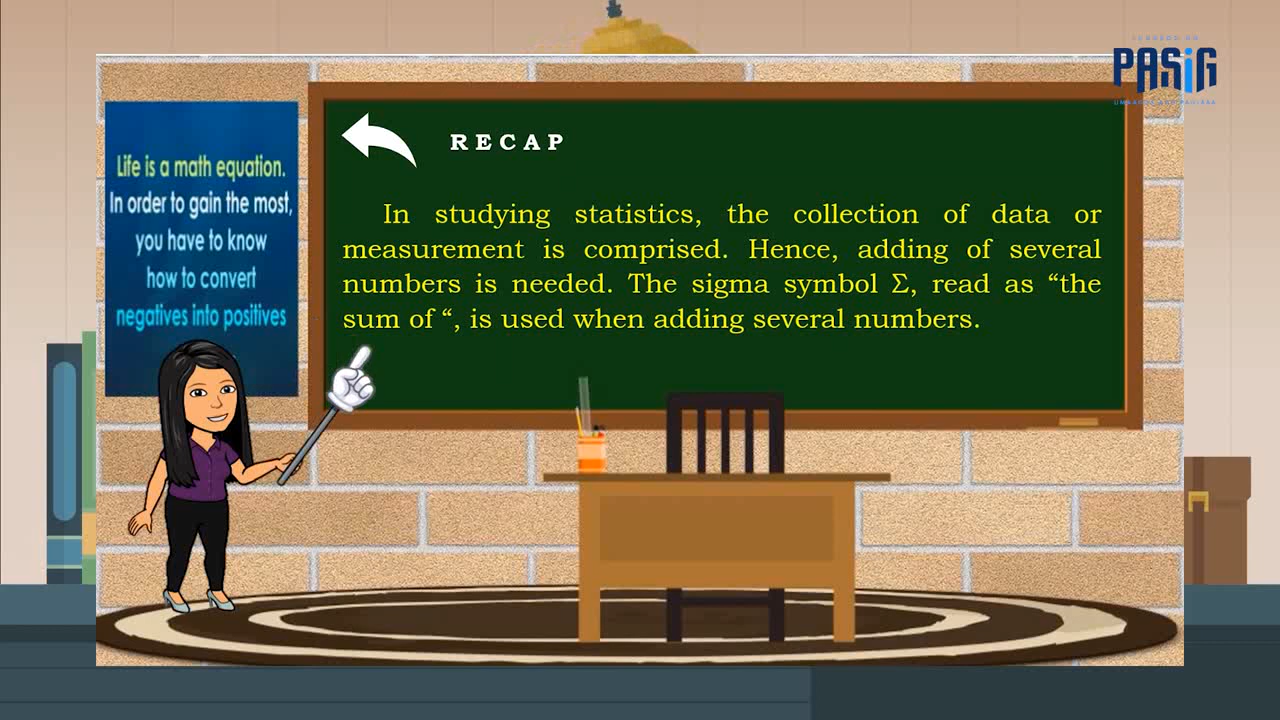 PASIG
Life is a math equation.
In order to gain the most,
you have to know
how to convert
negatives into positives
RECAP
In studying statistics, the collection of data or
measurement is comprised. Hence, adding of several
numbers is needed. The sigma symbol Σ, read as “the
sum of “, is used when adding several numbers.